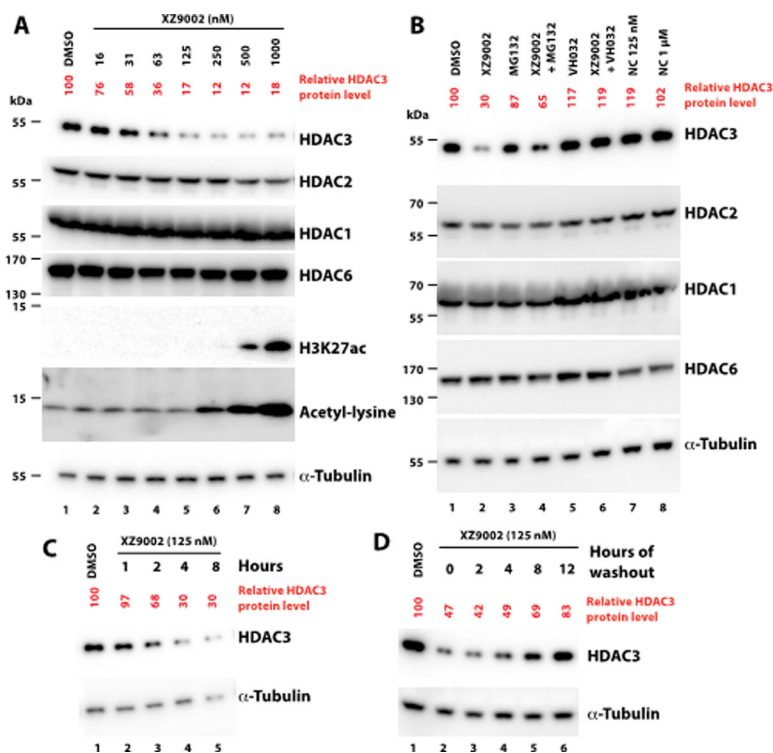 A
XZ9002 (nM)
DMSO 16 31 63 125 250 500 1000
100 76 58 36 17 12 12 18
Relative HDAC3
protein level
kDa
55
HDAC3
55
HDAC2
55
HDAC1
170
HDAC6
130
15
H3K27ac
15
Acetyl-lysine
55
α-Tubulin
1 2 3 4 5 6 7 8
B
DMSO
XZ9002
MG132
XZ9002
+ MG132
VH032
XZ9002
+ VH032
NC 125 nM
NC 1 µM
100 30 87 65 117 119 119 102
Relative HDAC3
protein level
kDa
55
HDAC3
70
HDAC2
55
70
HDAC1
55
170
HDAC6
130
α-Tubulin
55
1 2 3 4 5 6 7 8
C
XZ9002 (125 nM)
DMSO 1 2 4 8 Hours
100 97 68 30 30
Relative HDAC3
protein level
HDAC3
α-Tubulin
1 2 3 4 5
D
XZ9002 (125 nM)
DMSO 0 2 4 8 12
Hours of
washout
100 47 42 49 69 83
Relative HDAC3
protein level
HDAC3
α-Tubulin
1 2 3 4 5 6